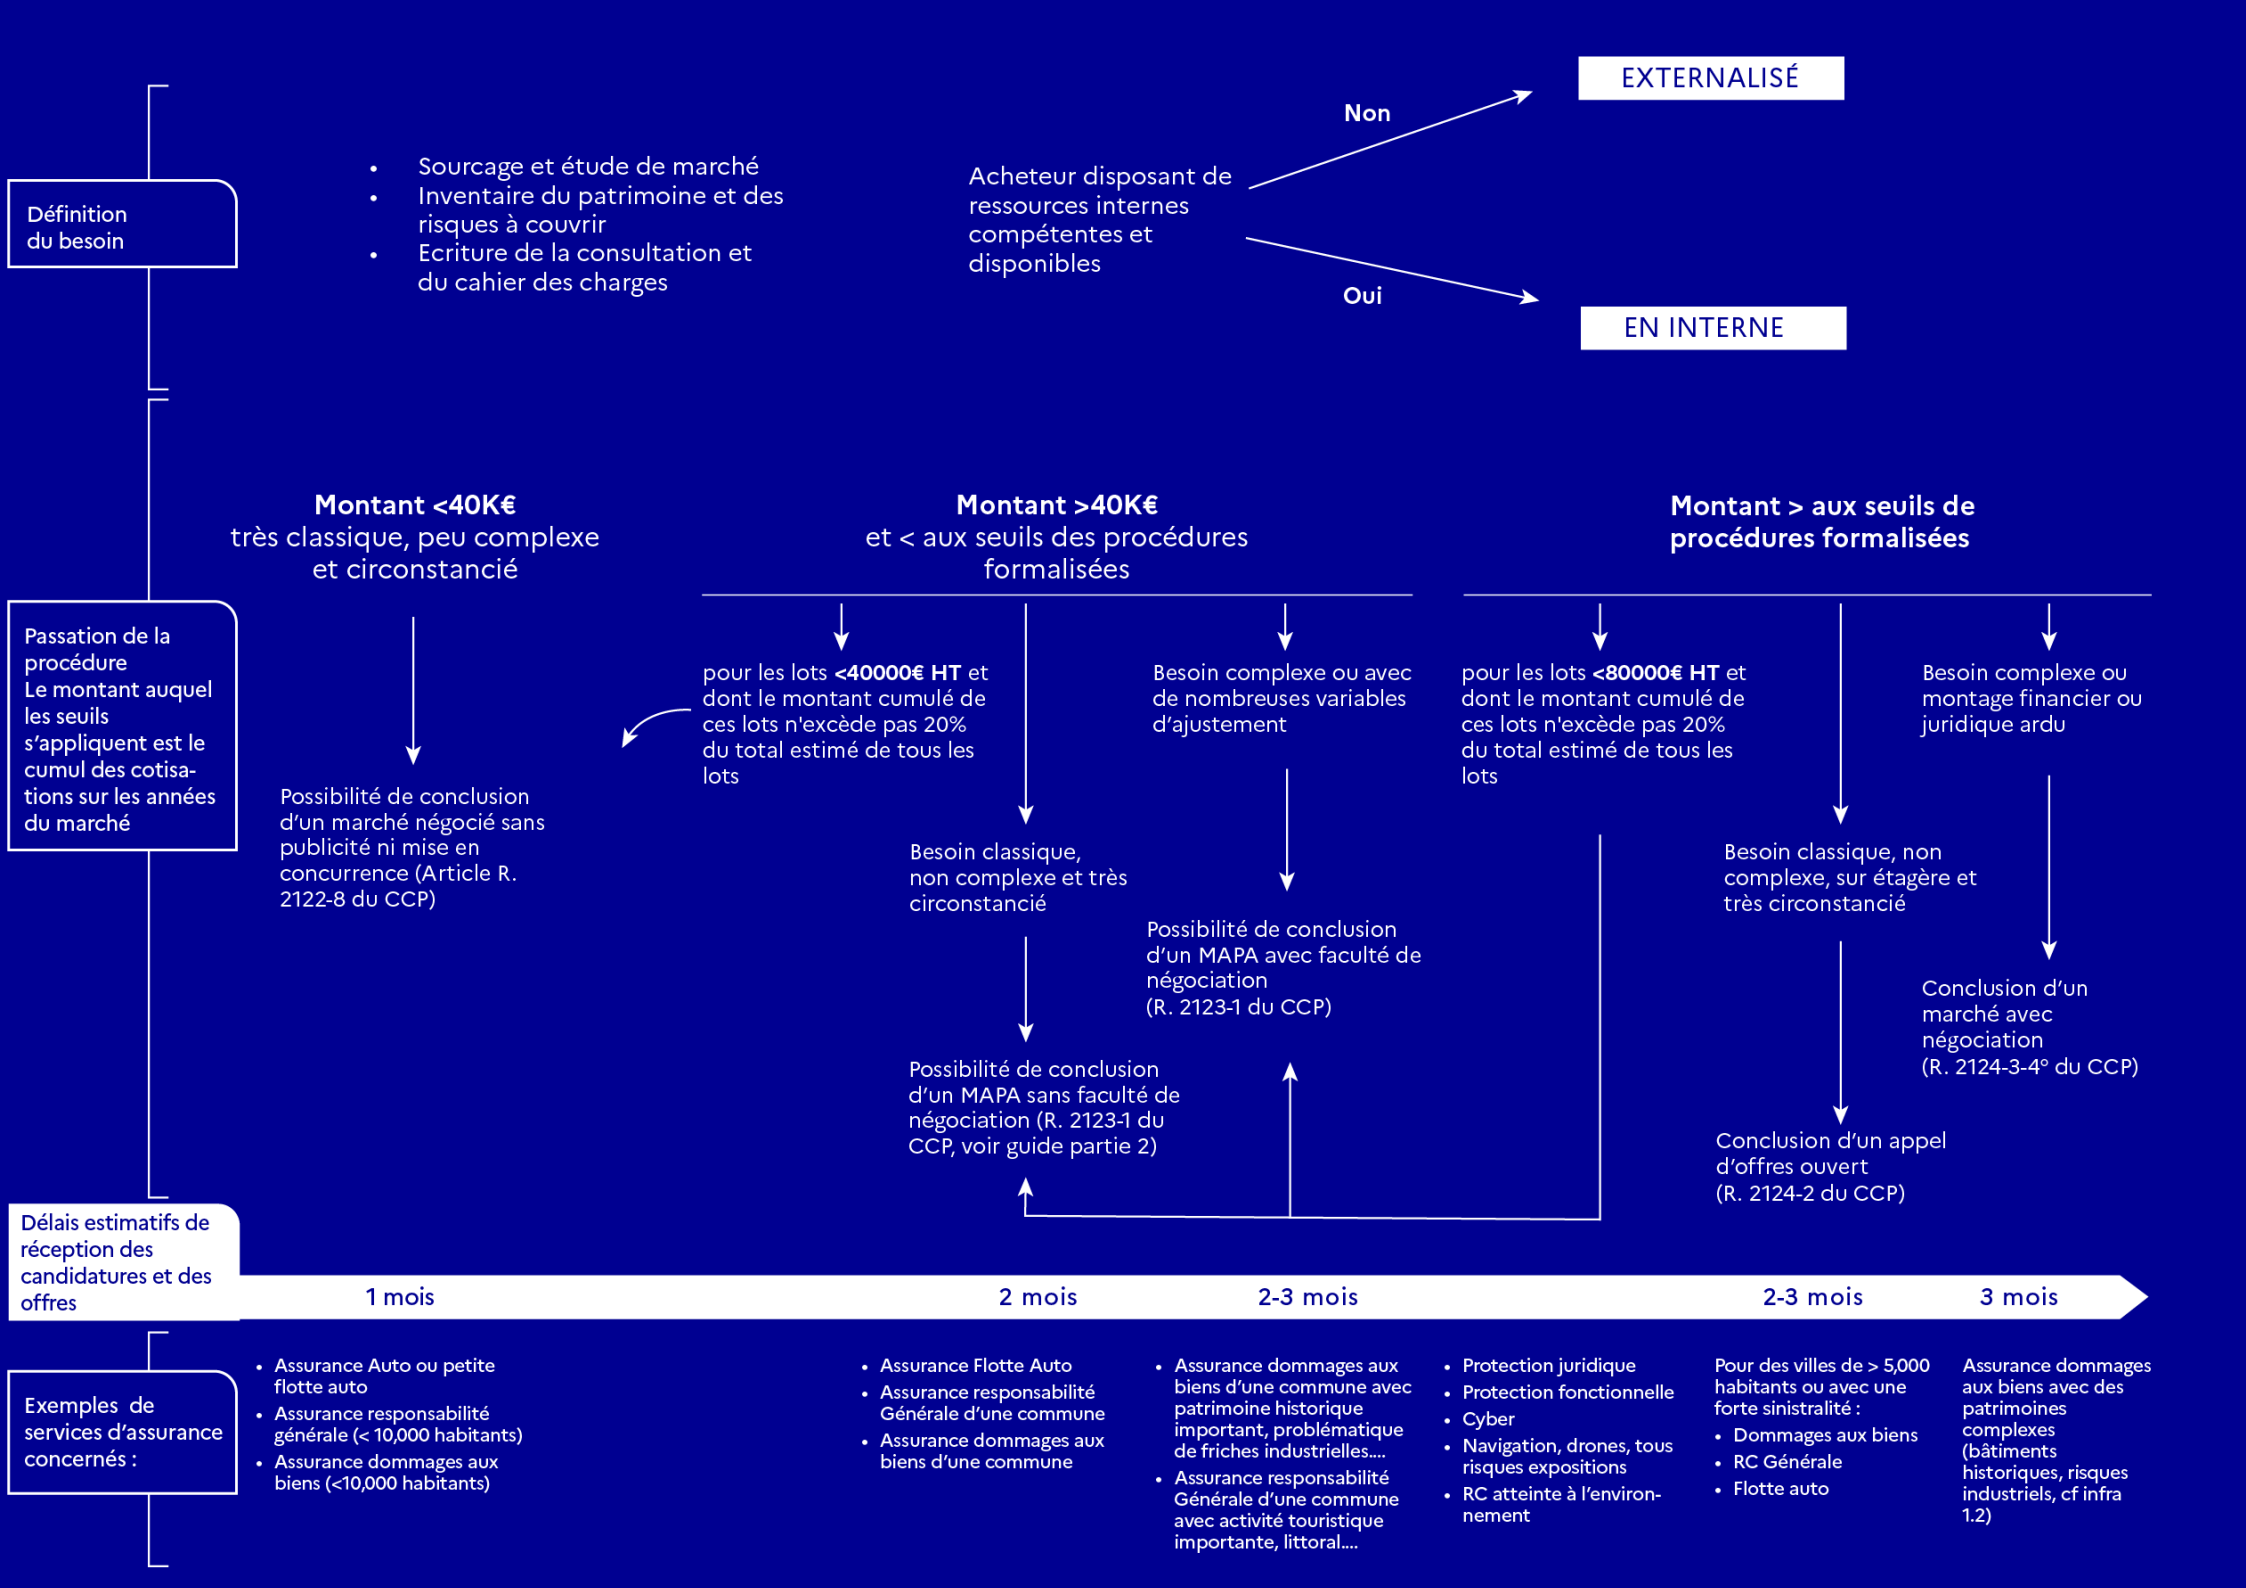 EXTERNALISÉ
Non
Définition
du besoin
• Sourcage et étude de marché
• Inventaire du patrimoine et des
risques à couvrir
• Ecriture de la consultation et
du cahier des charges
Acheteur disposant de
ressources internes
compétentes et
disponibles
Oui
EN INTERNE
Montant <40K€
très classique, peu complexe
et circonstancié
Montant >40K€
et < aux seuils des procédures
formalisées
Montant > aux seuils de
procédures formalisées
Passation de la
procédure
Le montant auquel
les seuils
s’appliquent est le
cumul des cotisa-
tions sur les années
du marché
Possibilité de conclusion
d’un marché négocié sans
publicité ni mise en
concurrence (Article R.
2122-8 du CCP)
pour les lots <40000€ HT et
dont le montant cumulé de
ces lots n'excède pas 20%
du total estimé de tous les
lots
Besoin classique,
non complexe et très
circonstancié
Possibilité de conclusion
d’un MAPA sans faculté de
négociation (R. 2123-1 du
CCP, voir guide partie 2)
Besoin complexe ou avec
de nombreuses variables
d’ajustement
Possibilité de conclusion
d’un MAPA avec faculté de
négociation
(R. 2123-1 du CCP)
pour les lots <80000€ HT et
dont le montant cumulé de
ces lots n'excède pas 20%
du total estimé de tous les
lots
Besoin classique, non
complexe, sur étagère et
très circonstancié
Conclusion d’un appel
d’offres ouvert
(R. 2124-2 du CCP)
Besoin complexe ou
montage financier ou
juridique ardu
Conclusion d’un
marché avec
négociation
(R. 2124-3-4° du CCP)
Délais estimatifs de
réception des
candidatures et des
offres
1 mois
2 mois
2-3 mois
2-3 mois
3 mois
Exemples de
services d’assurance
concernés :
• Assurance Auto ou petite
flotte auto
• Assurance responsabilité
générale (< 10,000 habitants)
• Assurance dommages aux
biens (<10,000 habitants)
• Assurance Flotte Auto
• Assurance responsabilité
Générale d’une commune
• Assurance dommages aux
biens d’une commune
• Assurance dommages aux
biens d’une commune avec
patrimoine historique
important, problématique
de friches industrielles....
• Assurance responsabilité
Générale d’une commune
avec activité touristique
importante, littoral....
• Protection juridique
• Protection fonctionnelle
• Cyber
• Navigation, drones, tous
risques expositions
• RC atteinte à l’environ-
nement
Pour des villes de > 5,000
habitants ou avec une
forte sinistralité :
• Dommages aux biens
• RC Générale
• Flotte auto
Assurance dommages
aux biens avec des
patrimoines
complexes
(bâtiments
historiques, risques
industriels, cf infra
1.2)